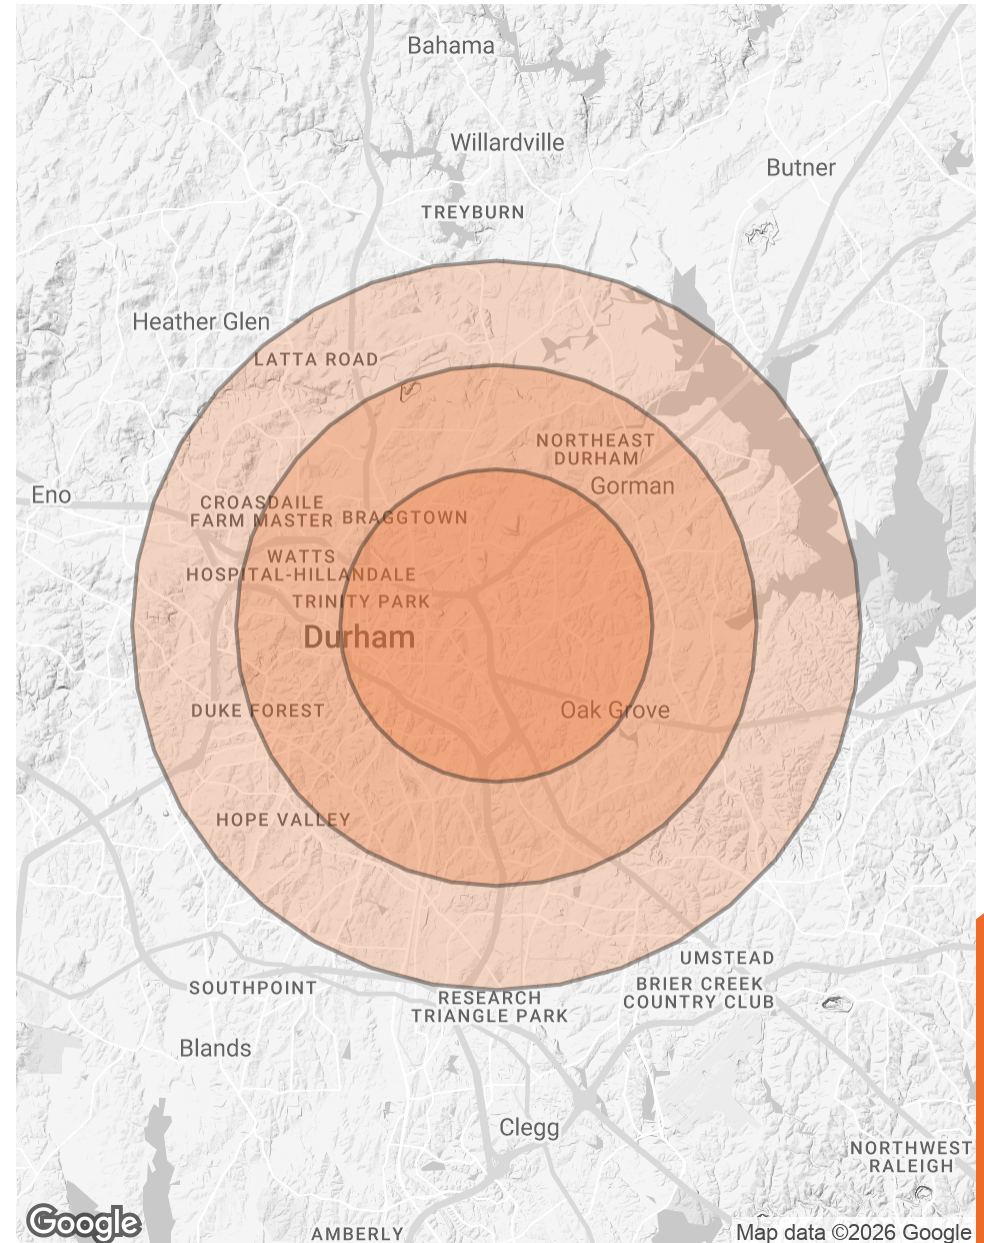 Bahama
Willardville
Butner
TREYBURN
Heather Glen
LATTA ROAD
NORTHEAST
DURHAM
Gorman
Eno
CROASDAILE
FARM MASTER
BRAGGTOWN
WATTS
HOSPITAL-HILLANDALE
TRINITY PARK
Durham
DUKE FOREST
Oak Grove
HOPE VALLEY
UMSTEAD
SOUTHPOINT
BRIER CREEK
COUNTRY CLUB
RESEARCH
TRIANGLE PARK
Blands
Clegg
NORTHWEST
RALEIGH
AMBERLY
Google
Map data ©2026 Google